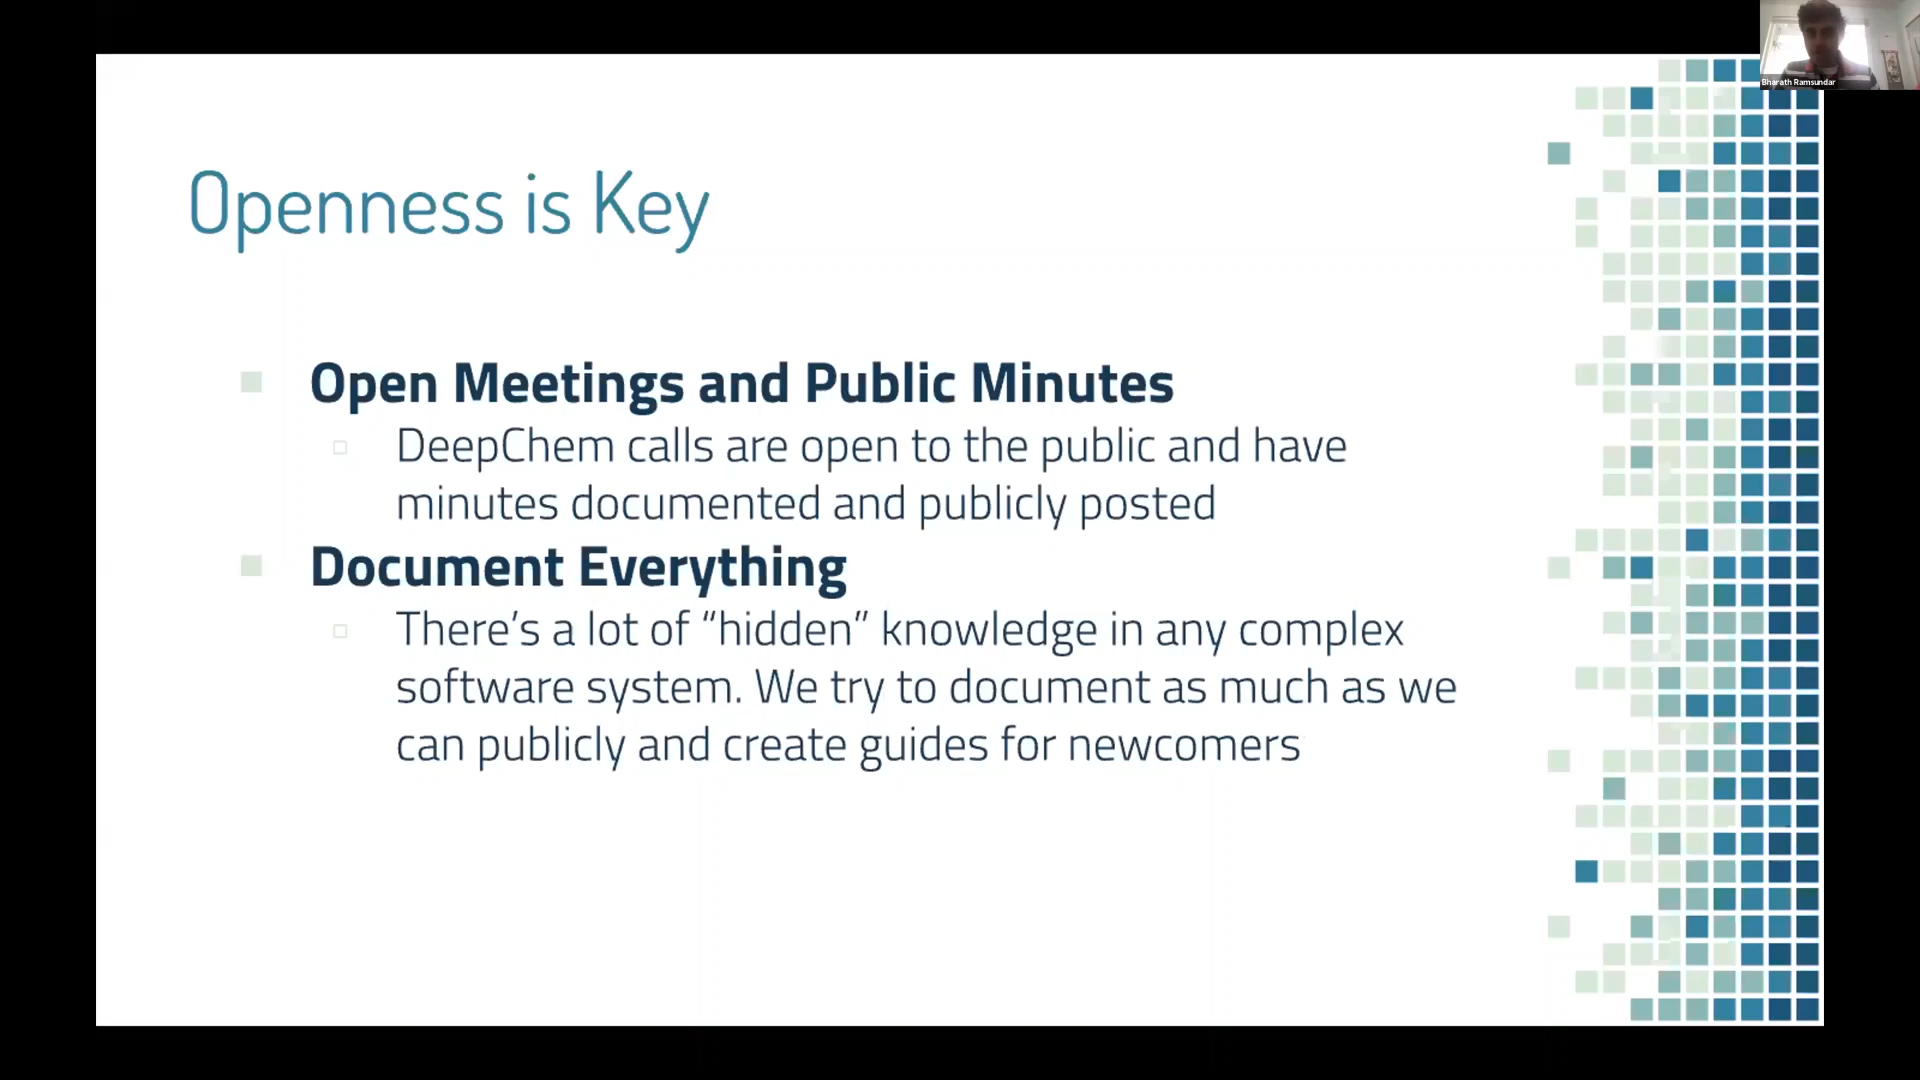 Bharath Ramsundar
Openness is Key
Open Meetings and Public Minutes
DeepChem calls are open to the public and have
minutes documented and publicly posted
Document Everything
There’s a lot of “hidden” knowledge in any complex
software system. We try to document as much as we
can publicly and create guides for newcomers